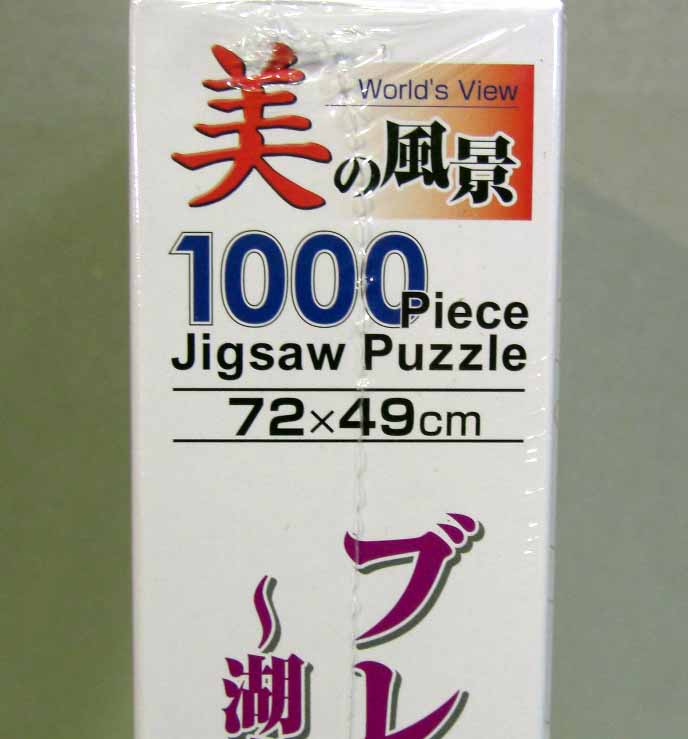 World's View
美の風景
1000 Piece
Jigsaw Puzzle
72×49cm
ブレ
～湖